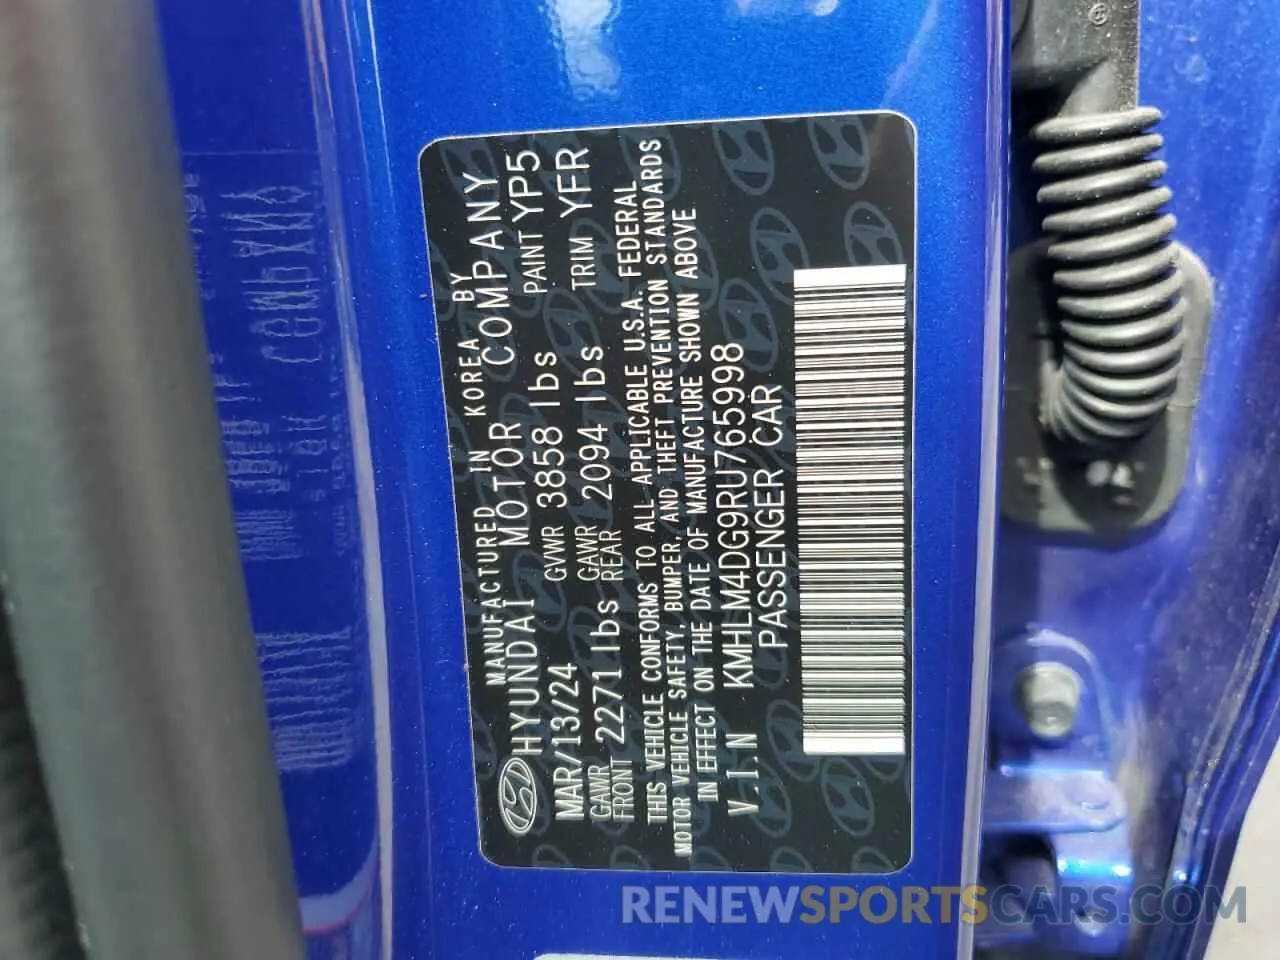 MANUFACTURED IN KOREA BY
HYUNDAI MOTOR COMPANY
MAR/13/24 GVWR 3858 lbs PAINT YP5
GAWR FRONT 2271 lbs GAWR REAR 2094 lbs TRIM YFR
THIS VEHICLE CONFORMS TO ALL APPLICABLE U.S.A. FEDERAL
MOTOR VEHICLE SAFETY, BUMPER, AND THEFT PREVENTION STANDARDS
IN EFFECT ON THE DATE OF MANUFACTURE SHOWN ABOVE
V.I.N KMHLM4DG9RU765998
PASSENGER CAR
RENEWSPORTSCARS.COM